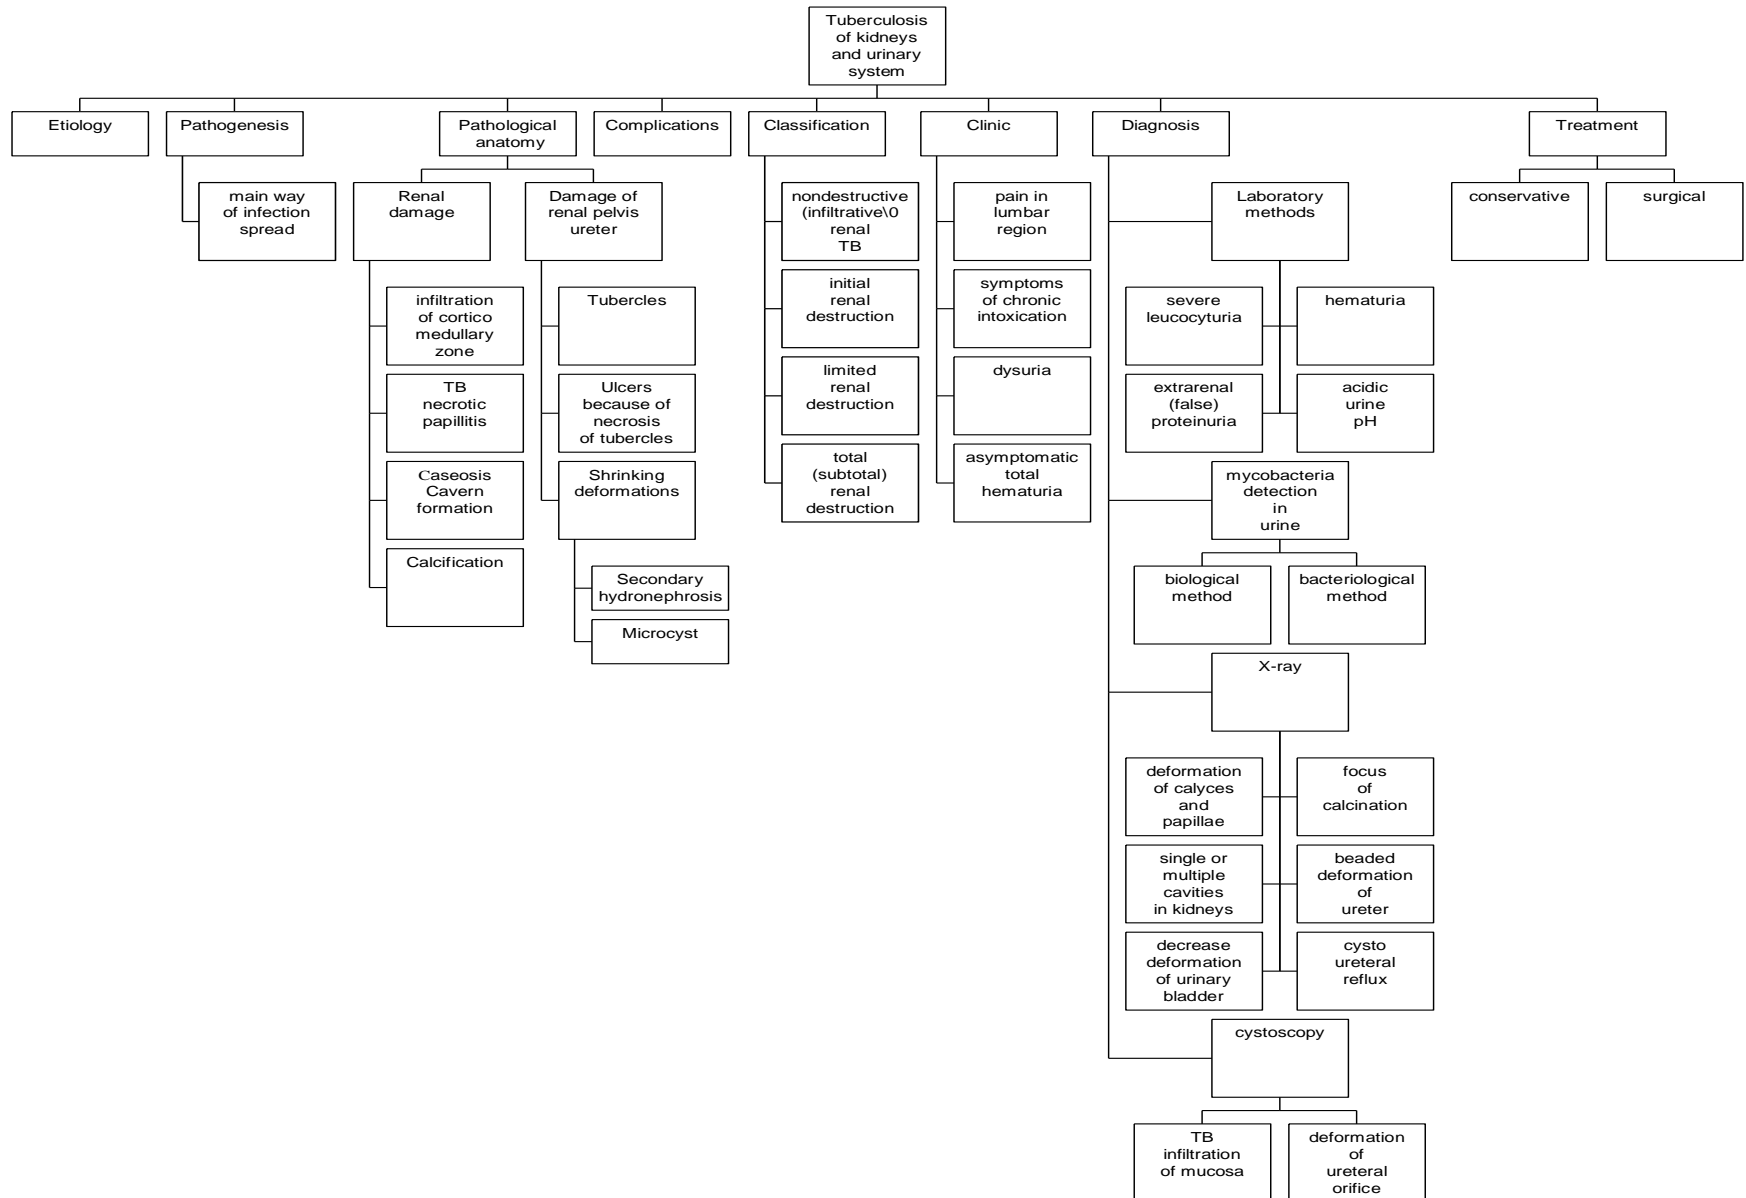 Tuberculosis
of kidneys
and urinary
system
Etiology
Pathogenesis
Pathological
anatomy
Complications
Classification
Clinic
Diagnosis
Treatment
main way
of infection
spread
Renal
damage
Damage of
renal pelvis
ureter
nondestructive
(infiltrative\0
renal
TB
pain in
lumbar
region
Laboratory
methods
conservative
surgical
infiltration
of cortico
medullary
zone
Tubercles
initial
renal
destruction
symptoms
of chronic
intoxication
severe
leucocyturia
hematuria
TB
necrotic
papillitis
Ulcers
because of
necrosis
of tubercles
limited
renal
destruction
dysuria
extrarenal
(false)
proteinuria
acidic
urine
pH
Caseosis
Cavern
formation
Shrinking
deformations
total
(subtotal)
renal
destruction
asymptomatic
total
hematuria
mycobacteria
detection
in
urine
Calcification
Secondary
hydronephrosis
Microcyst
biological
method
bacteriological
method
X-ray
deformation
of calyces
and
papillae
focus
of
calcination
single or
multiple
cavities
in kidneys
beaded
deformation
of
ureter
decrease
deformation
of urinary
bladder
cysto
ureteral
reflux
cystoscopy
TB
infiltration
of mucosa
deformation
of
ureteral
orifice